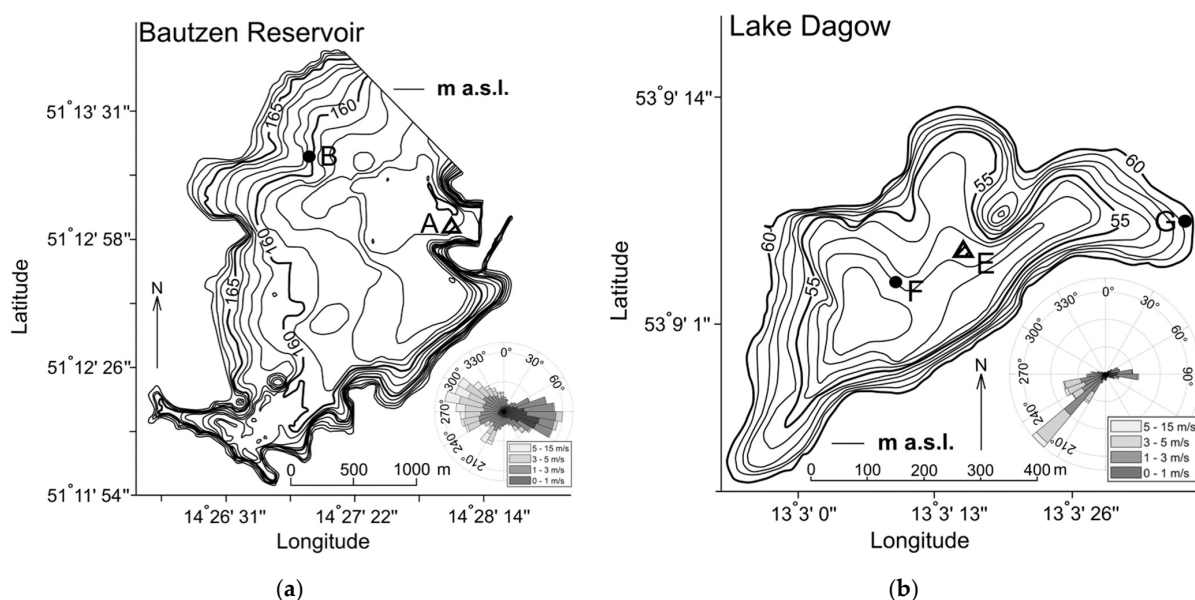 Bautzen Reservoir
m a.s.l.
165
160
B
A
160
165
N
Latitude
51°13'31"
51°12'58"
51°12'26"
51°11'54"
14°26'31"
14°27'22"
14°28'14"
Longitude
0
500
1000 m
0°
30°
60°
210°
240°
270°
300°
330°
5 - 15 m/s
3 - 5 m/s
1 - 3 m/s
0 - 1 m/s
(a)
Lake Dagow
60
55
G
55
60
55
E
F
N
m a.s.l.
Latitude
53°9'14"
53°9'1"
13°3'0"
13°3'13"
13°3'26"
Longitude
0
100
200
300
400 m
0°
30°
60°
90°
210°
240°
270°
300°
330°
5 - 15 m/s
3 - 5 m/s
1 - 3 m/s
0 - 1 m/s
(b)